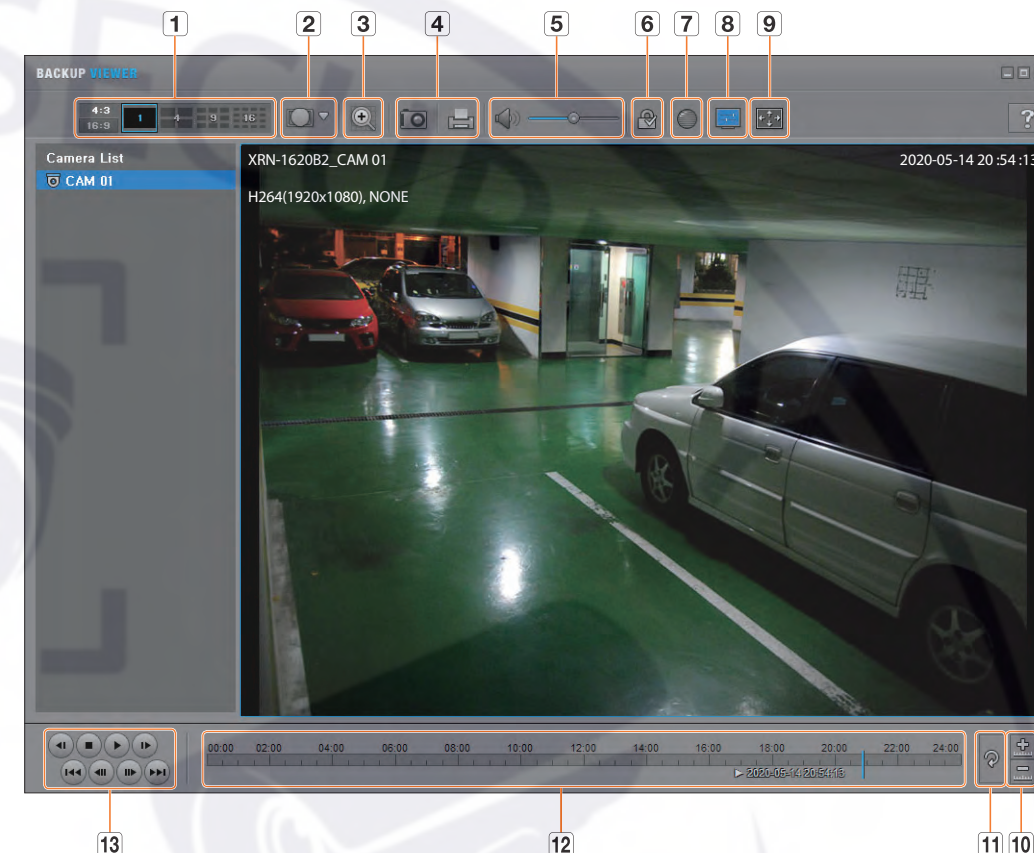 1 2 3 4 5 6 7 8 9
BACKUP VIEWER
4:3
16:9
1 4 9 16
?
Camera List
CAM 01
XRN-1620B2_CAM 01
2020-05-14 20 :54 :13
H264(1920x1080), NONE
00:00 02:00 04:00 06:00 08:00 10:00 12:00 14:00 16:00 18:00 20:00 22:00 24:00
2020-05-14 20:54:13
13 12 11 10